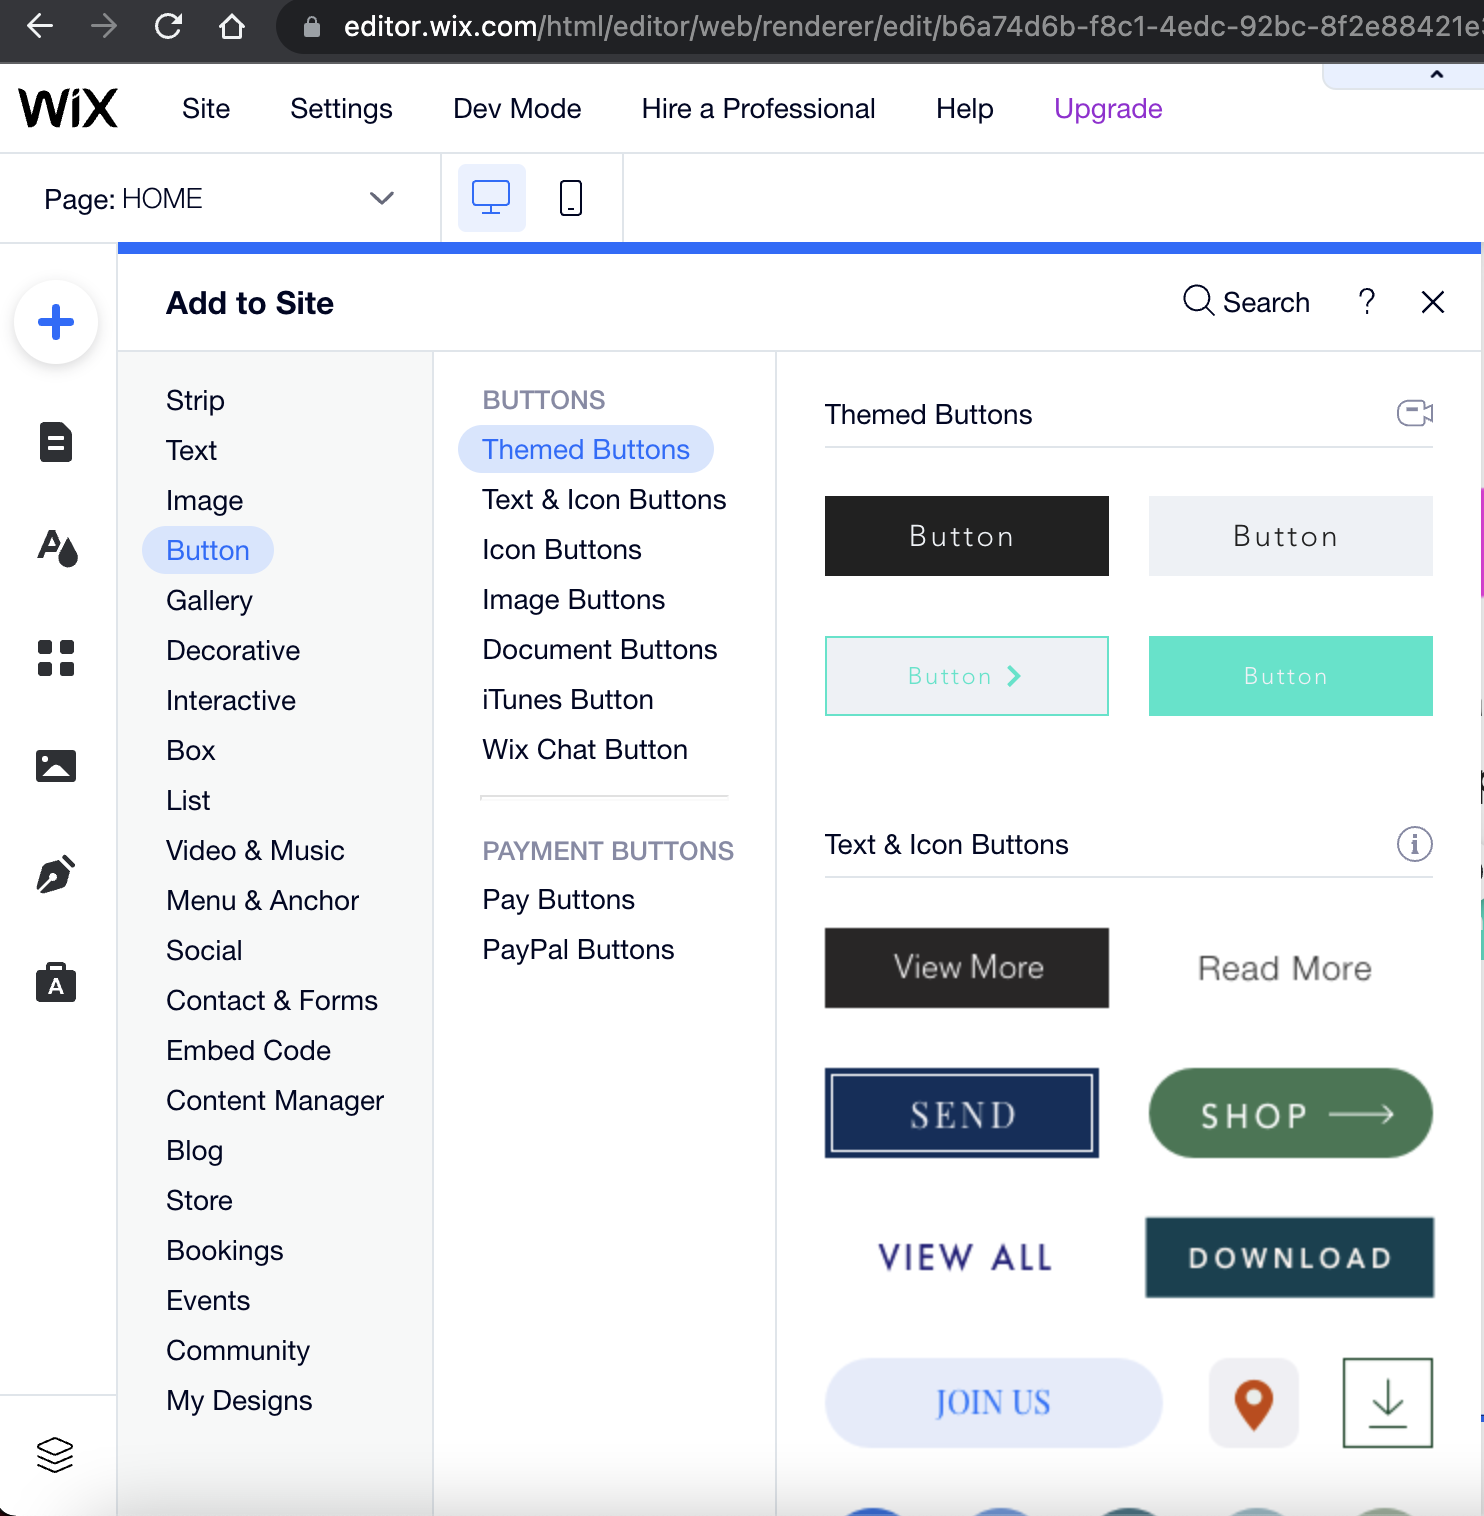 editor.wix.com/html/editor/web/renderer/edit/b6a74d6b-f8c1-4edc-92bc-8f2e88421e
WiX
Site
Settings
Dev Mode
Hire a Professional
Help
Upgrade
Page: HOME
Add to Site
Search
?
Strip
Text
Image
Button
Gallery
Decorative
Interactive
Box
List
Video & Music
Menu & Anchor
Social
Contact & Forms
Embed Code
Content Manager
Blog
Store
Bookings
Events
Community
My Designs
BUTTONS
Themed Buttons
Text & Icon Buttons
Icon Buttons
Image Buttons
Document Buttons
iTunes Button
Wix Chat Button
PAYMENT BUTTONS
Pay Buttons
PayPal Buttons
Themed Buttons
Button
Button
Button
Button
Text & Icon Buttons
View More
Read More
SEND
SHOP
VIEW ALL
DOWNLOAD
JOIN US